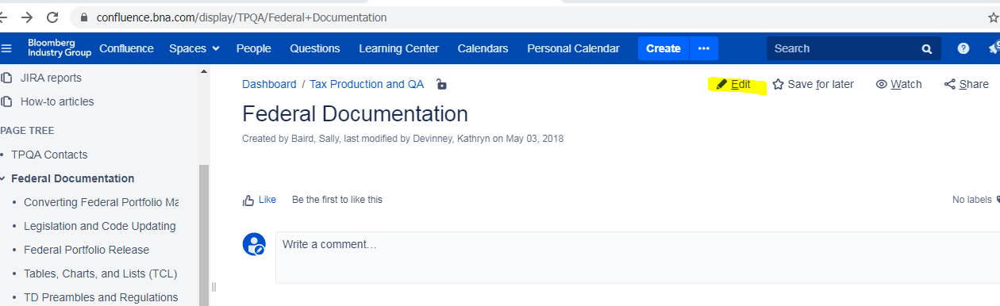 confluence.bna.com/display/TPQA/Federal+Documentation
Bloomberg
Industry Group
Confluence Spaces People Questions Learning Center Calendars Personal Calendar Create ••• Search
JIRA reports
Dashboard / Tax Production and QA Edit Save for later Watch Share
How-to articles
Federal Documentation
PAGE TREE
Created by Baird, Sally, last modified by Devinney, Kathryn on May 03, 2018
• TPQA Contacts
Federal Documentation
• Converting Federal Portfolio Ma
Like Be the first to like this No labels
• Legislation and Code Updating
• Federal Portfolio Release
Write a comment…
• Tables, Charts, and Lists (TCL)
• TD Preambles and Regulations